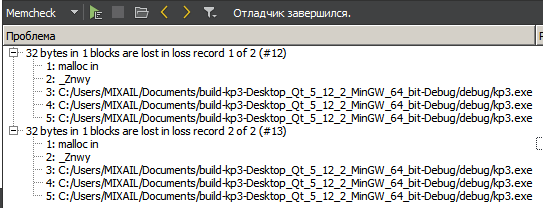 Memcheck Отладчик завершился.
Проблема
32 bytes in 1 blocks are lost in loss record 1 of 2 (#12)
1: malloc in
2: _Znwy
3: C:/Users/MIXAIL/Documents/build-kp3-Desktop_Qt_5_12_2_MinGW_64_bit-Debug/debug/kp3.exe
4: C:/Users/MIXAIL/Documents/build-kp3-Desktop_Qt_5_12_2_MinGW_64_bit-Debug/debug/kp3.exe
5: C:/Users/MIXAIL/Documents/build-kp3-Desktop_Qt_5_12_2_MinGW_64_bit-Debug/debug/kp3.exe
32 bytes in 1 blocks are lost in loss record 2 of 2 (#13)
1: malloc in
2: _Znwy
3: C:/Users/MIXAIL/Documents/build-kp3-Desktop_Qt_5_12_2_MinGW_64_bit-Debug/debug/kp3.exe
4: C:/Users/MIXAIL/Documents/build-kp3-Desktop_Qt_5_12_2_MinGW_64_bit-Debug/debug/kp3.exe
5: C:/Users/MIXAIL/Documents/build-kp3-Desktop_Qt_5_12_2_MinGW_64_bit-Debug/debug/kp3.exe